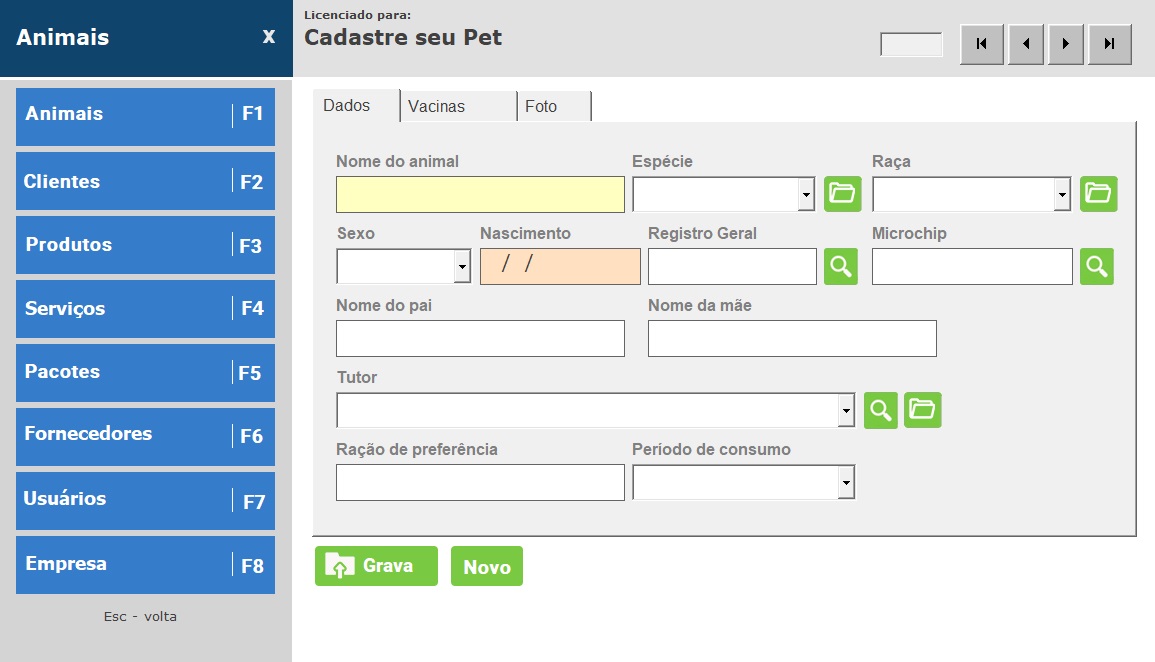 Animais X
Licenciado para:
Cadastre seu Pet
Animais F1
Clientes F2
Produtos F3
Serviços F4
Pacotes F5
Fornecedores F6
Usuários F7
Empresa F8
Esc - volta
Dados Vacinas Foto
Nome do animal Espécie Raça
Sexo Nascimento Registro Geral Microchip
/ /
Nome do pai Nome da mãe
Tutor
Ração de preferência Período de consumo
Grava Novo